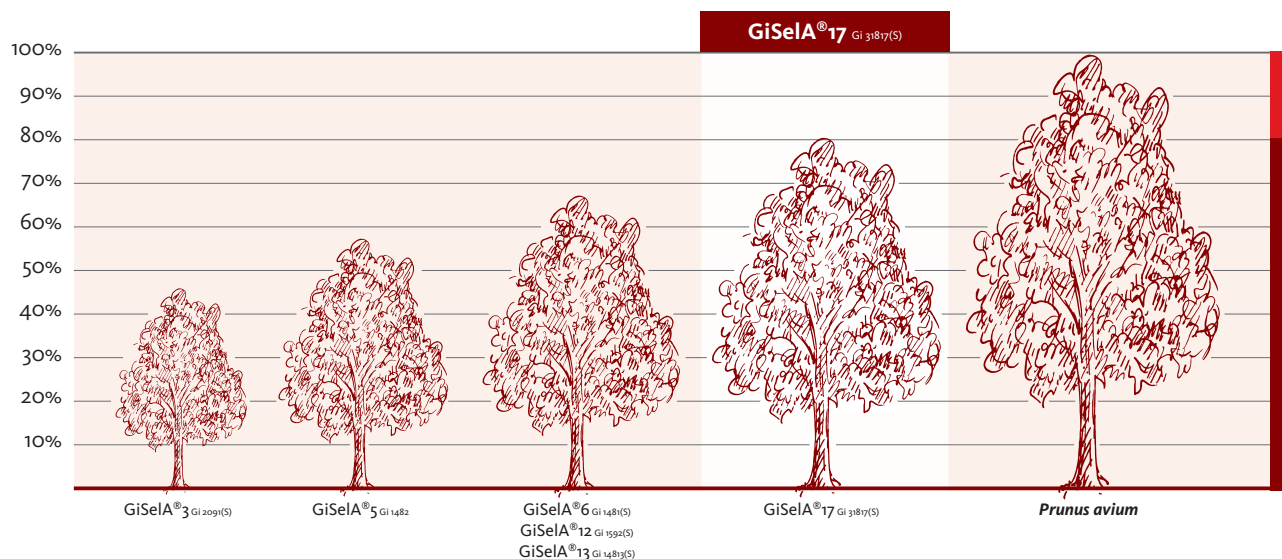 GiSelA®17 Gi 31817(S)
100%
90%
80%
70%
60%
50%
40%
30%
20%
10%
GiSelA®3 Gi 2091(S)
GiSelA®5 Gi 1482
GiSelA®6 Gi 1481(S)
GiSelA®12 Gi 1592(S)
GiSelA®13 Gi 14813(S)
GiSelA®17 Gi 31817(S)
Prunus avium